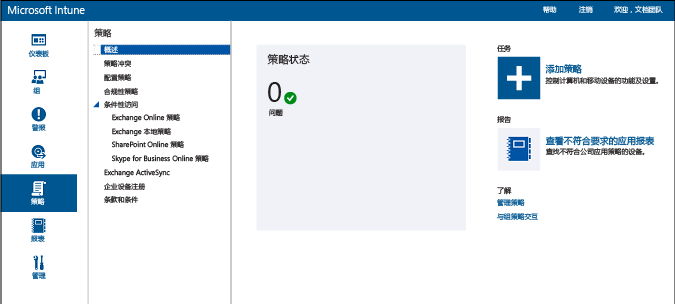 Microsoft Intune
帮助
注销
欢迎，文档团队
仪表板
组
警报
应用
策略
报表
管理
策略
概述
策略冲突
配置策略
合规性策略
条件性访问
Exchange Online 策略
Exchange 本地策略
SharePoint Online 策略
Skype for Business Online 策略
Exchange ActiveSync
企业设备注册
条款和条件
策略状态
0
问题
任务
添加策略
控制计算机和移动设备的功能及设置。
报告
查看不符合要求的应用报表
查找不符合公司应用策略的设备。
了解
管理策略
与组策略交互